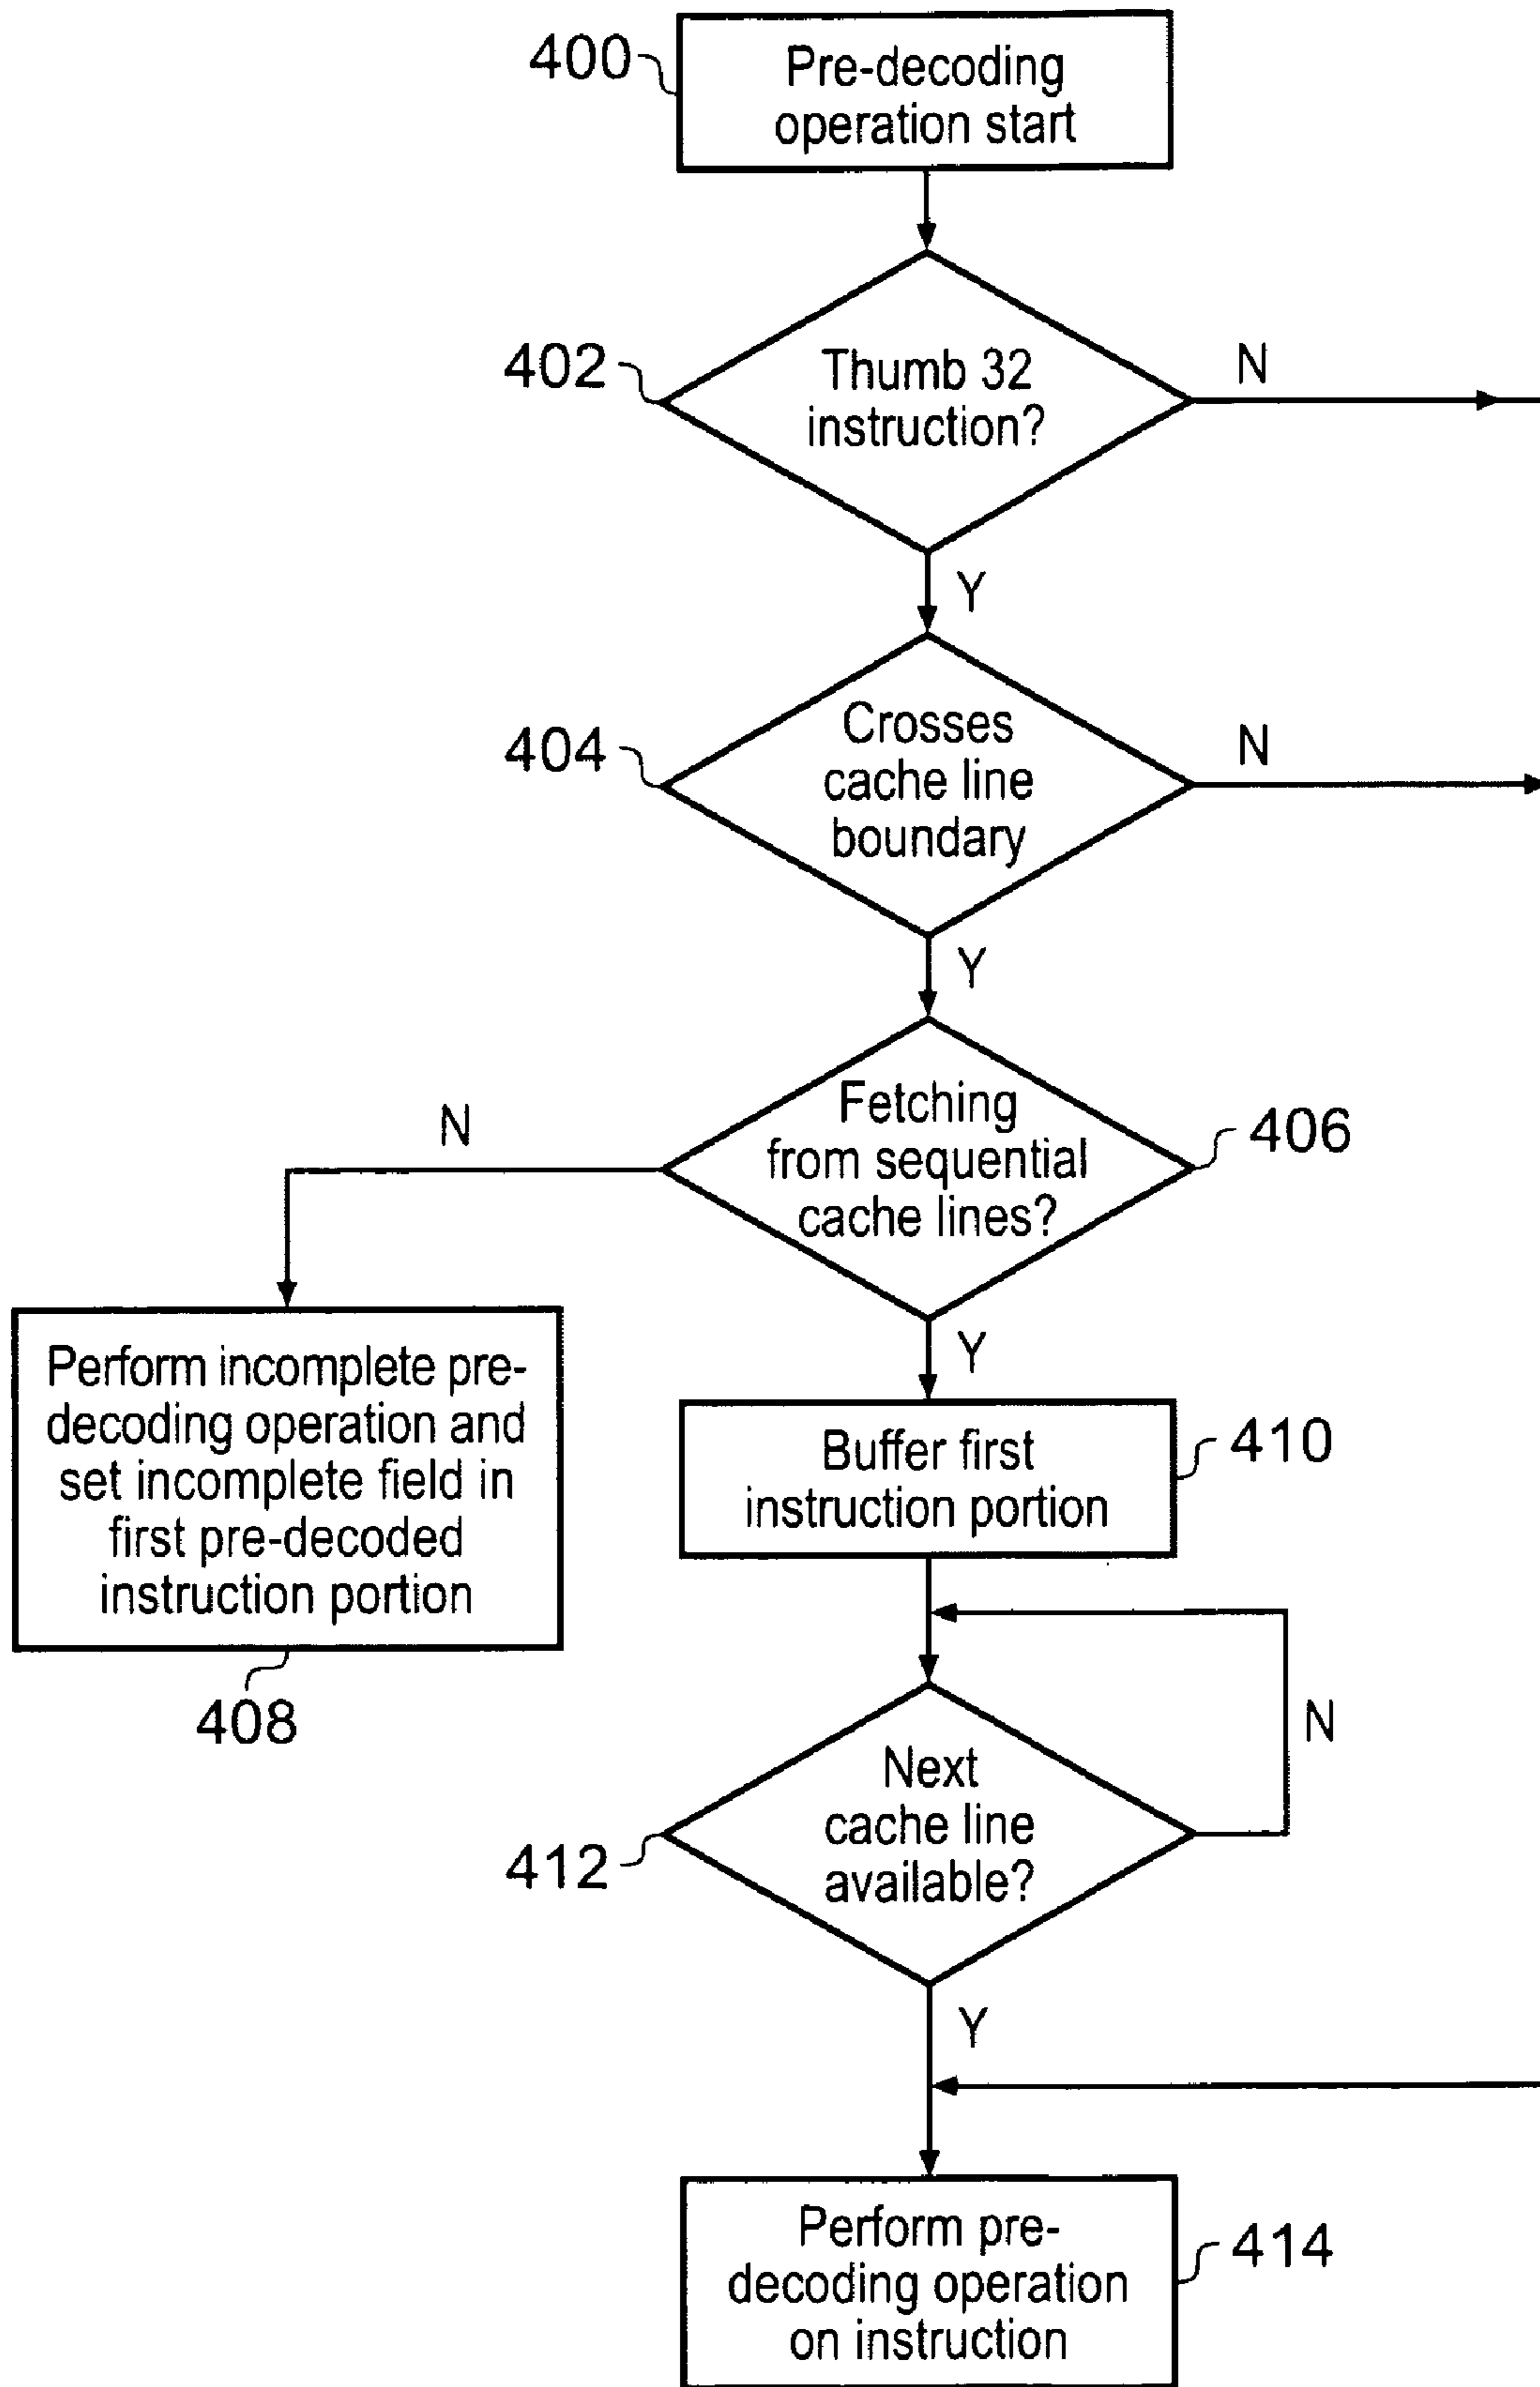 400
Pre-decoding
operation start
402
Thumb 32
instruction?
N
Y
404
Crosses
cache line
boundary
N
Y
Fetching
from sequential
cache lines?
406
N
Y
Perform incomplete pre-
decoding operation and
set incomplete field in
first pre-decoded
instruction portion
408
Buffer first
instruction portion
410
412
Next
cache line
available?
N
Y
Perform pre-
decoding operation
on instruction
414